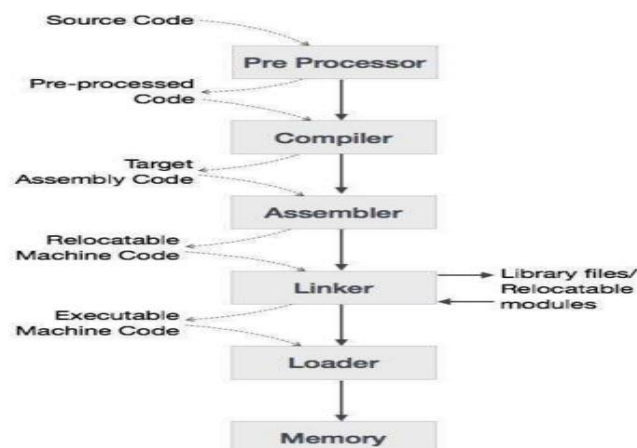 Source Code
Pre Processor
Pre-processed
Code
Compiler
Target
Assembly Code
Assembler
Relocatable
Machine Code
Linker
Library files/
Relocatable
modules
Executable
Machine Code
Loader
Memory